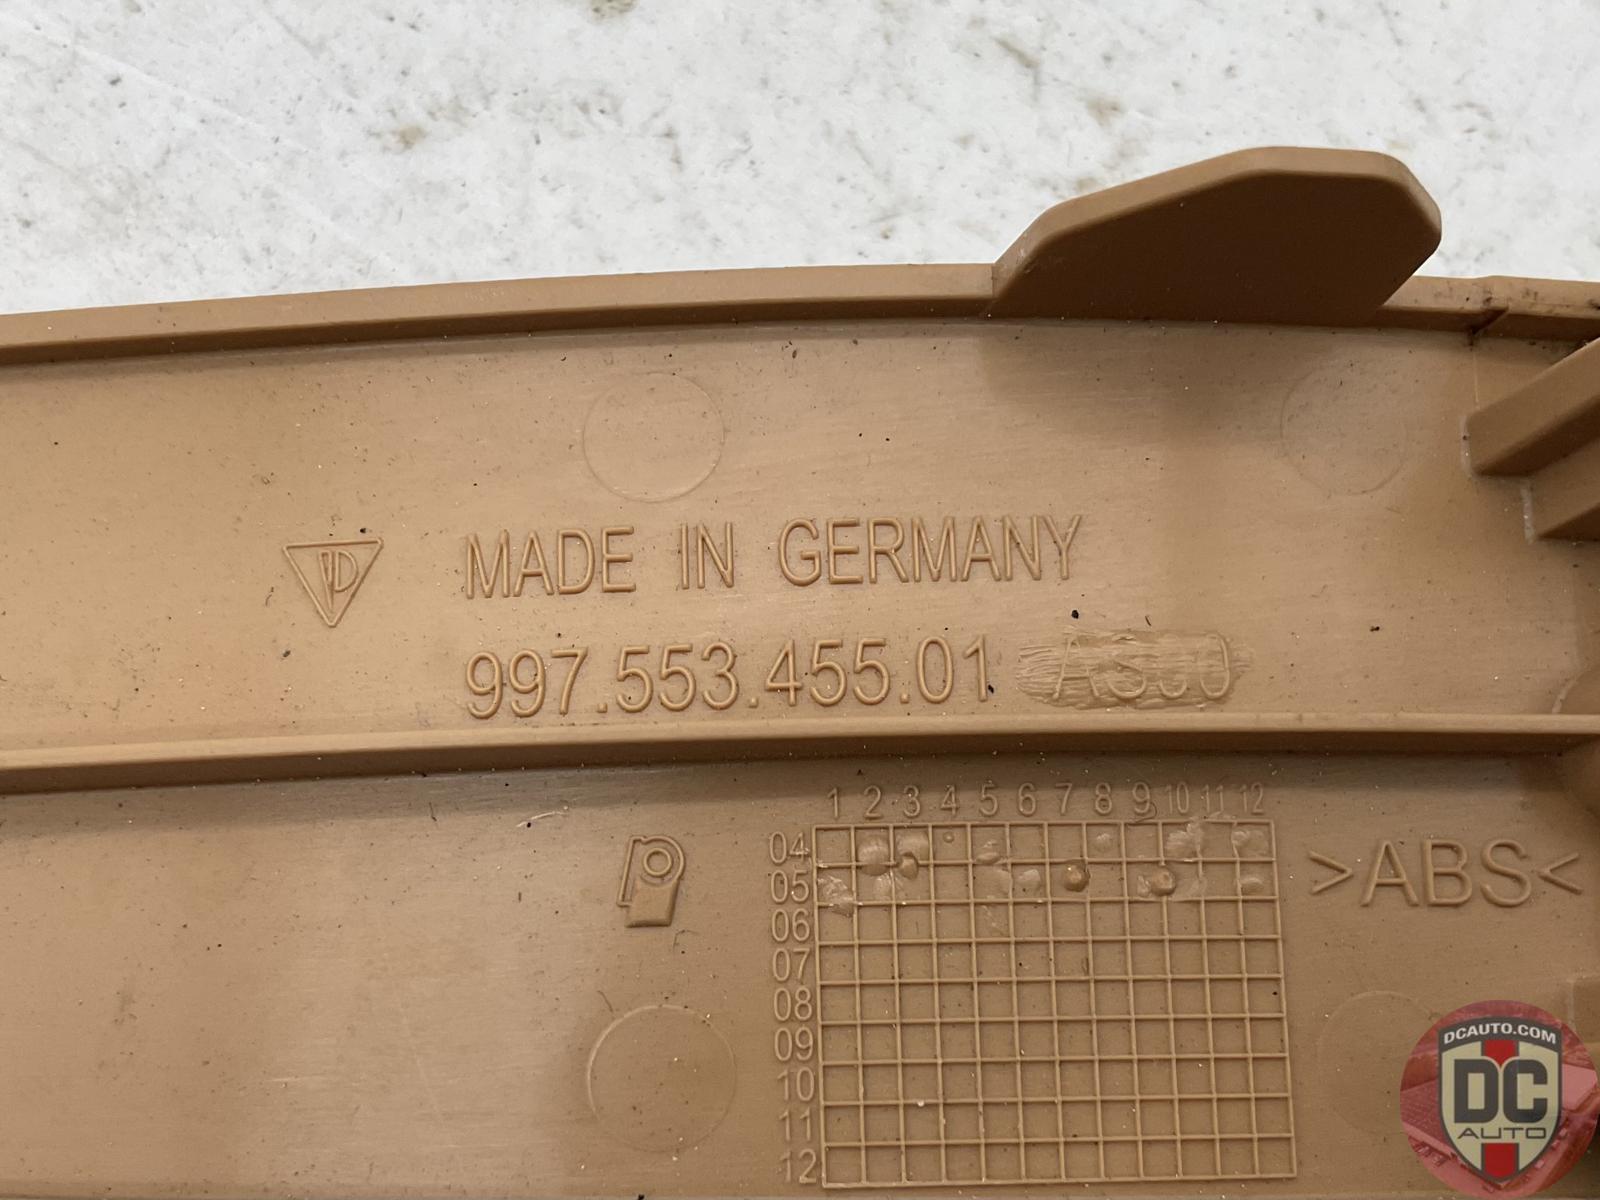 MADE IN GERMANY
997.553.455.01
1 2 3 4 5 6 7 8 9 10 11 12
04
05
06
07
08
09
10
11
12
>ABS<
DCAUTO.COM
DC
AUTO